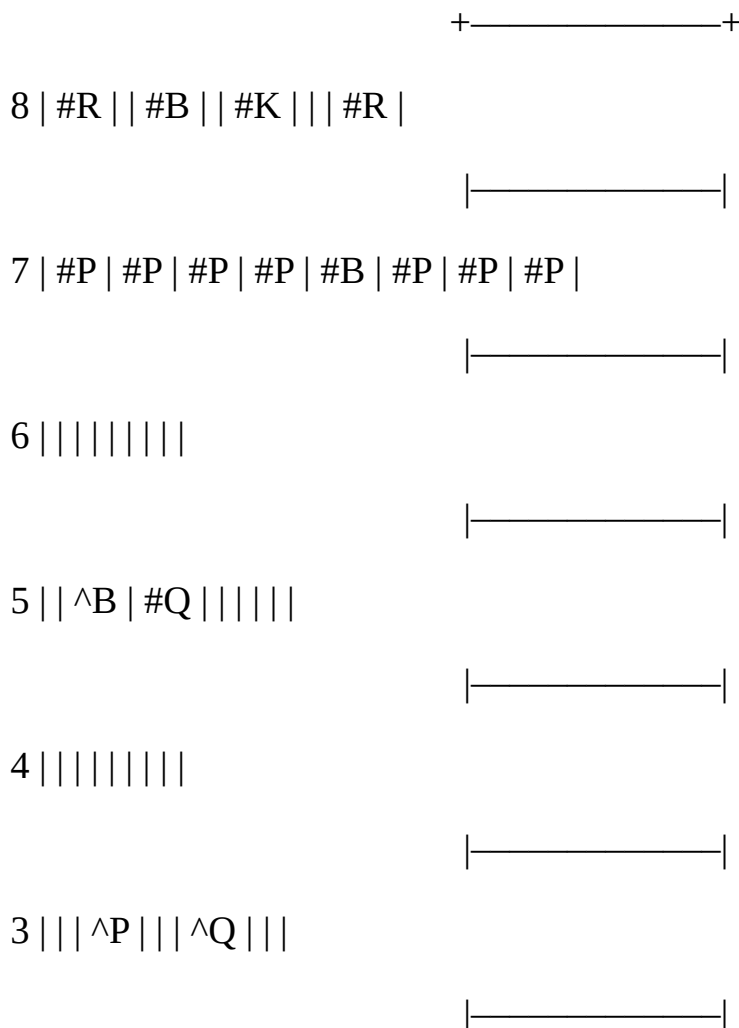 +———————–+
8 | #R | | #B | | #K | | | #R |
|———————–|
7 | #P | #P | #P | #P | #B | #P | #P | #P |
|———————–|
6 | | | | | | | | |
|———————–|
5 | | ^B | #Q | | | | | |
|———————–|
4 | | | | | | | | |
|———————–|
3 | | | ^P | | | ^Q | | |
|———————–|